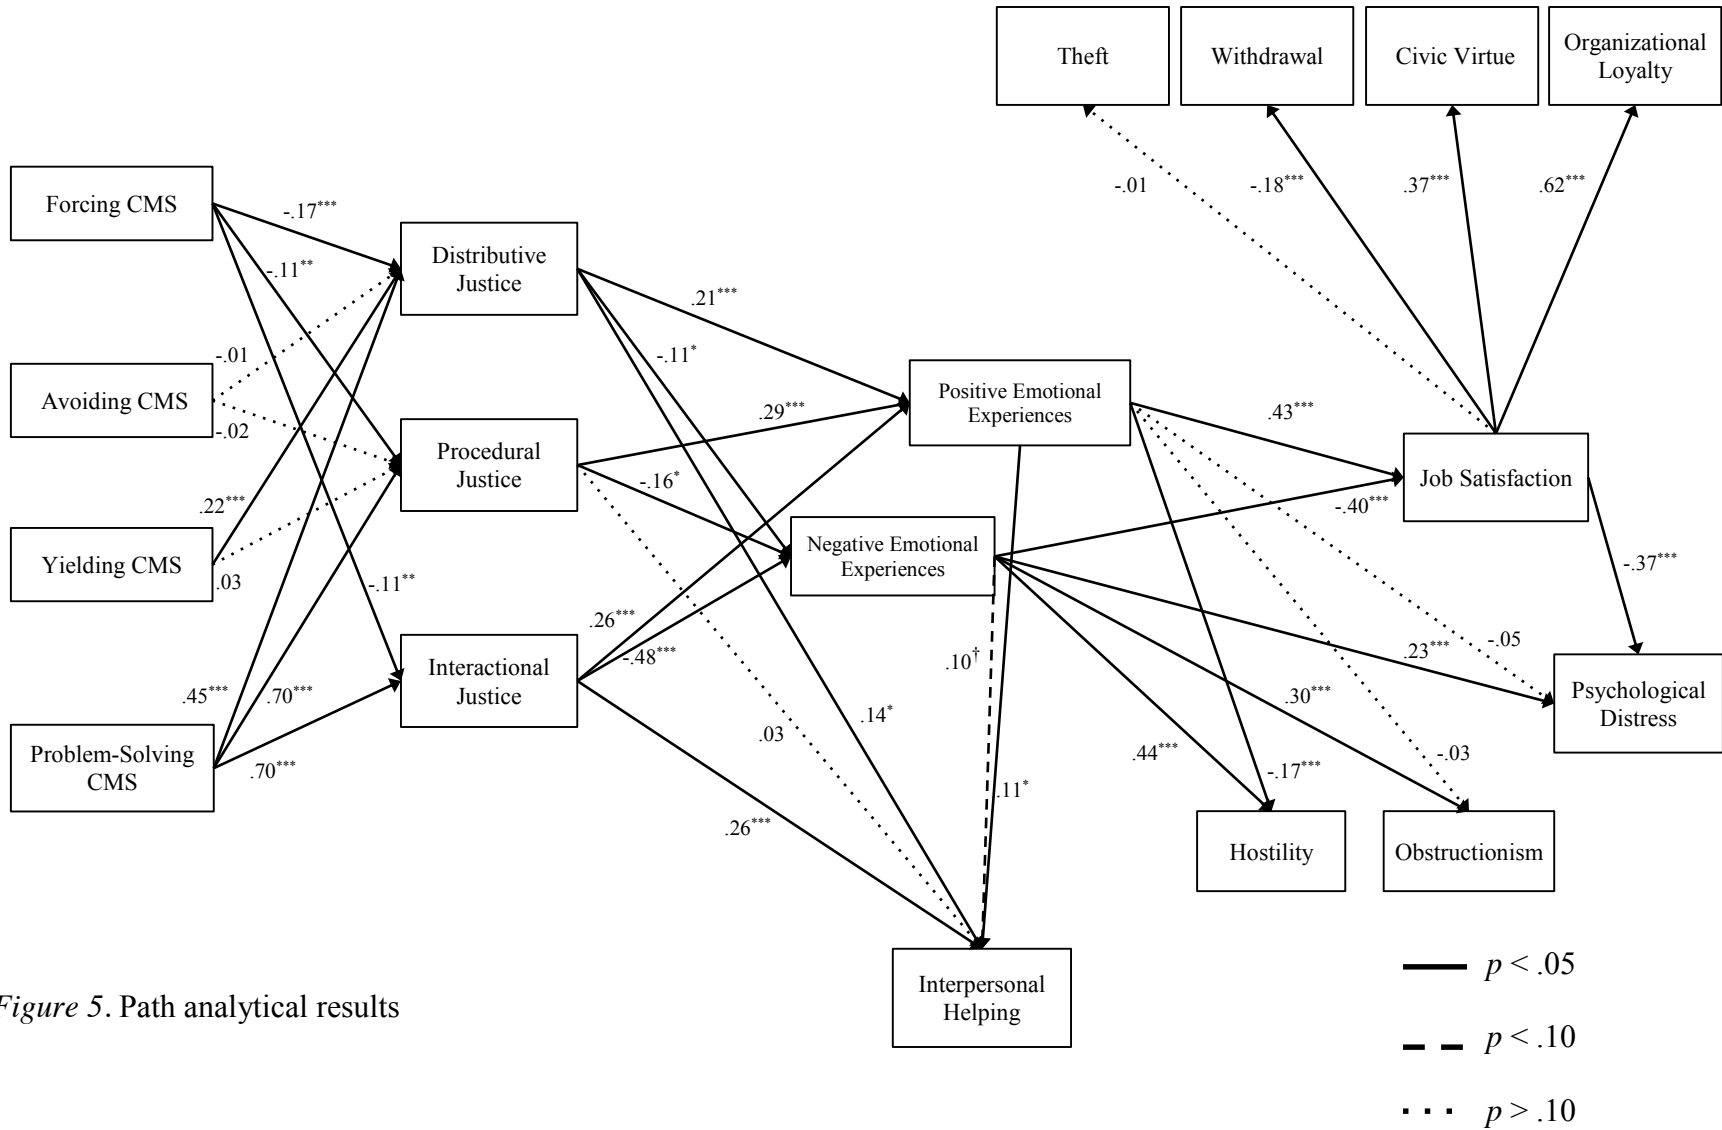 Theft
Withdrawal
Civic Virtue
Organizational
Loyalty
-.01
-.18***
.37***
.62***
Forcing CMS
-.17***
-.11**
Distributive
Justice
.21***
-.11*
Avoiding CMS
-.01
-.02
Positive Emotional
Experiences
.29***
.43***
Procedural
Justice
-.16*
Job Satisfaction
-.40***
.22***
Yielding CMS
.03
-.11**
Negative Emotional
Experiences
-.37***
.26***
-.48***
.10†
.23***
-.05
Interactional
Justice
.45***
.70***
.14*
.03
.30***
Psychological
Distress
Problem-Solving
CMS
.70***
.44***
-.17***
-.03
.11*
.26***
Hostility
Obstructionism
Interpersonal
Helping
Figure 5. Path analytical results
p < .05
p < .10
p > .10